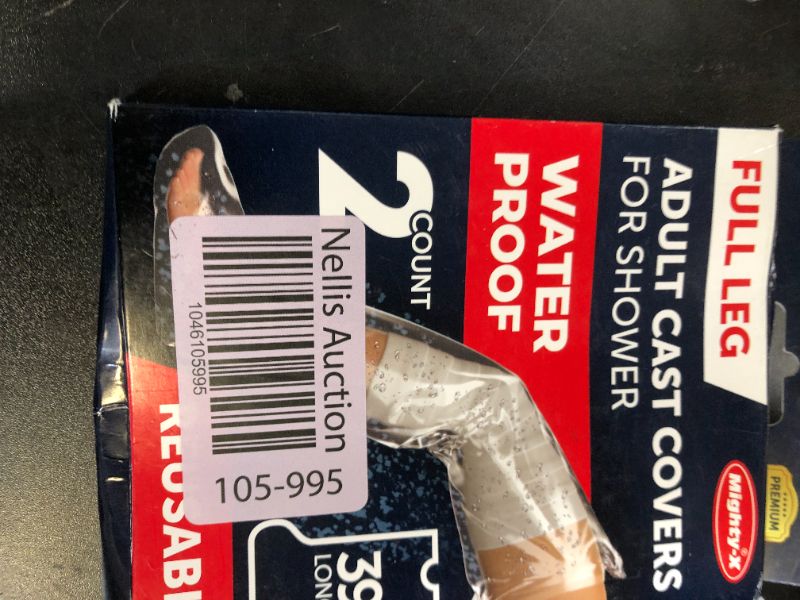 FULL LEG
ADULT CAST COVERS
FOR SHOWER
Mighty-X
PREMIUM
WATER
PROOF
2 COUNT
Nellis Auction
1046105995
105-995
39